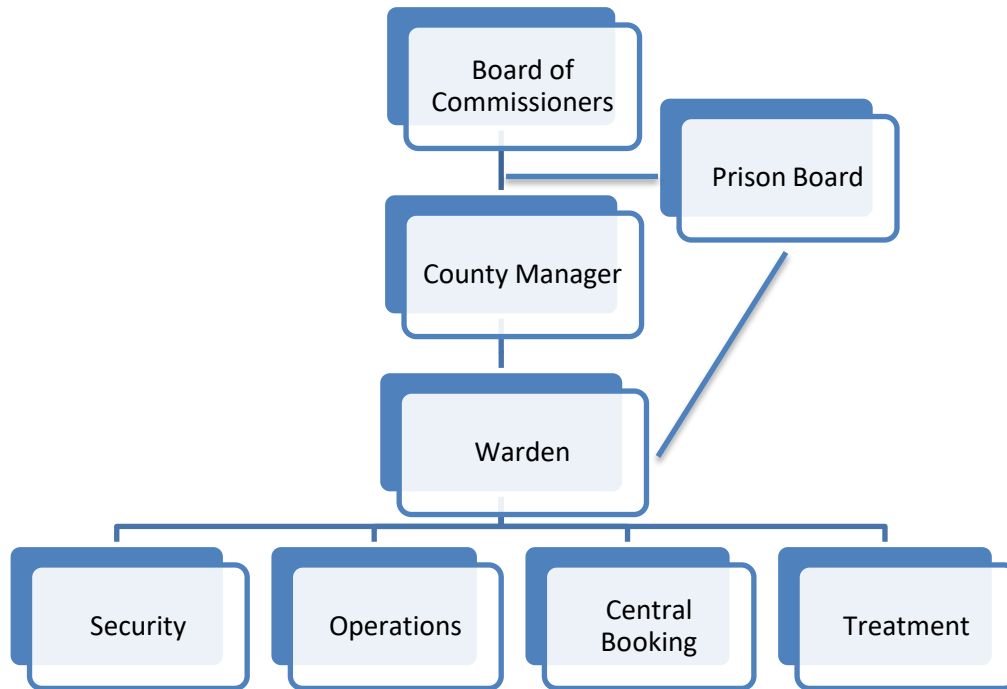 Board of
Commissioners
Prison Board
County Manager
Warden
Security
Operations
Central
Booking
Treatment